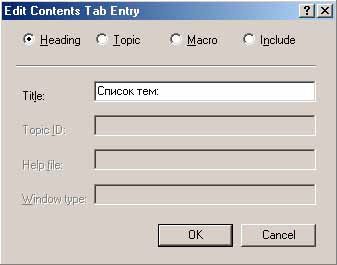 Edit Contents Tab Entry
Heading Topic Macro Include
Title: Список тем:
Topic ID:
Help file:
Window type:
OK Cancel